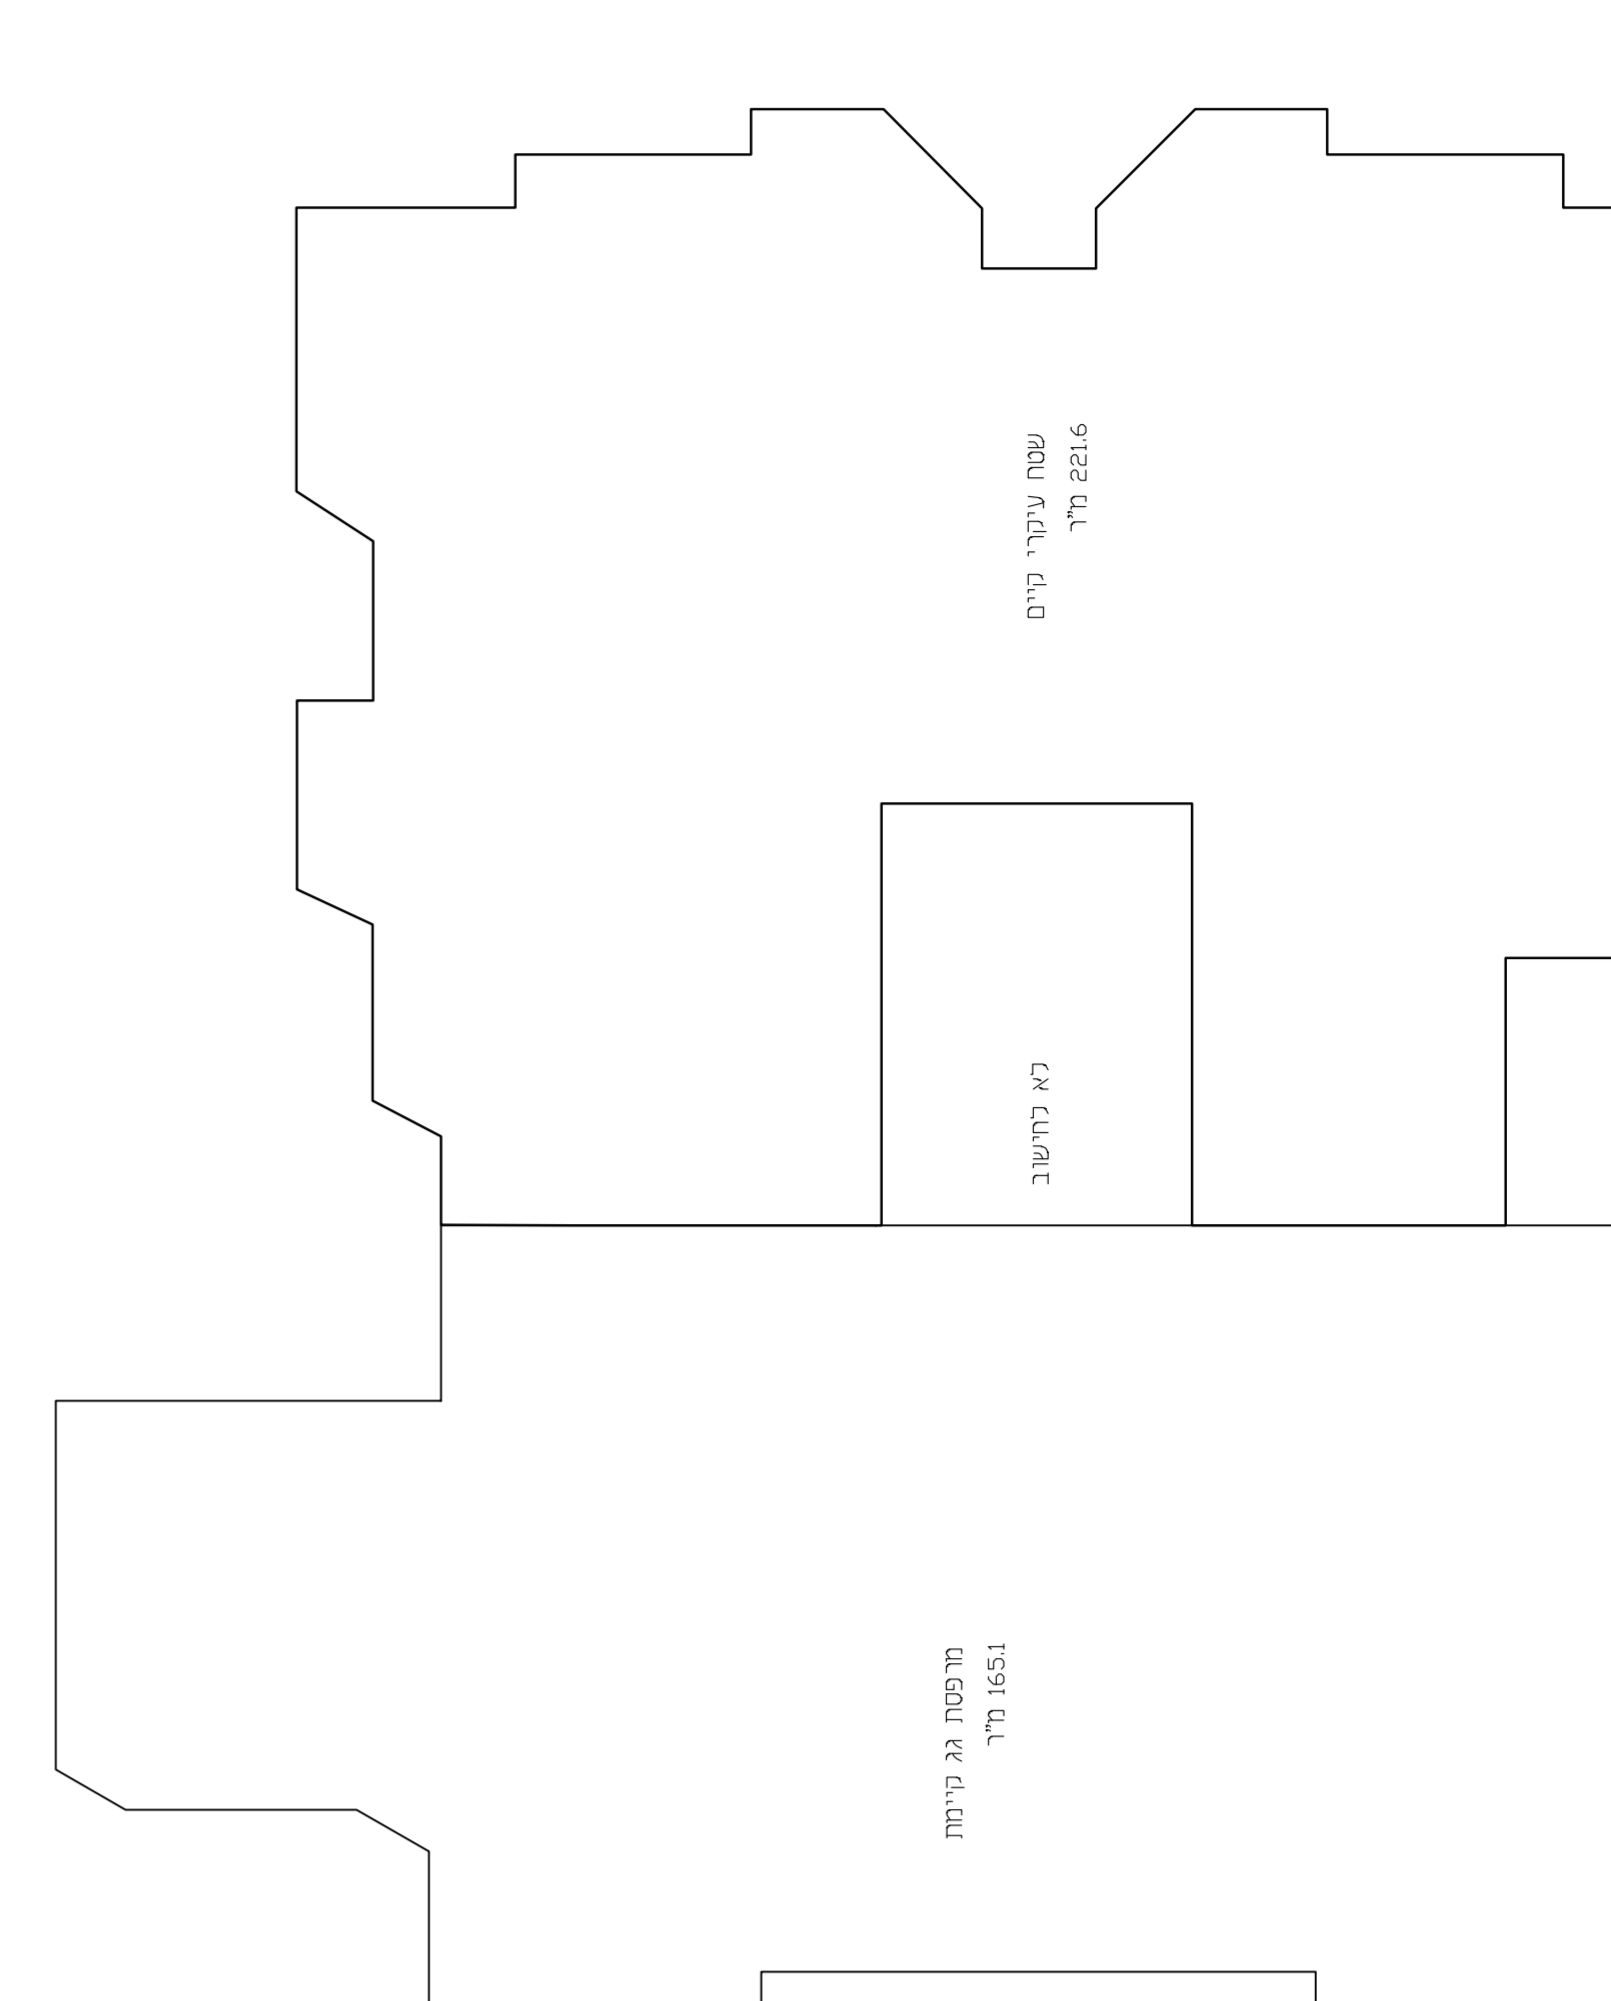 שטח עיקרי קיים
221.6 מ"ר
לא לחישוב
מרפסת גג קיימת
165.1 מ"ר